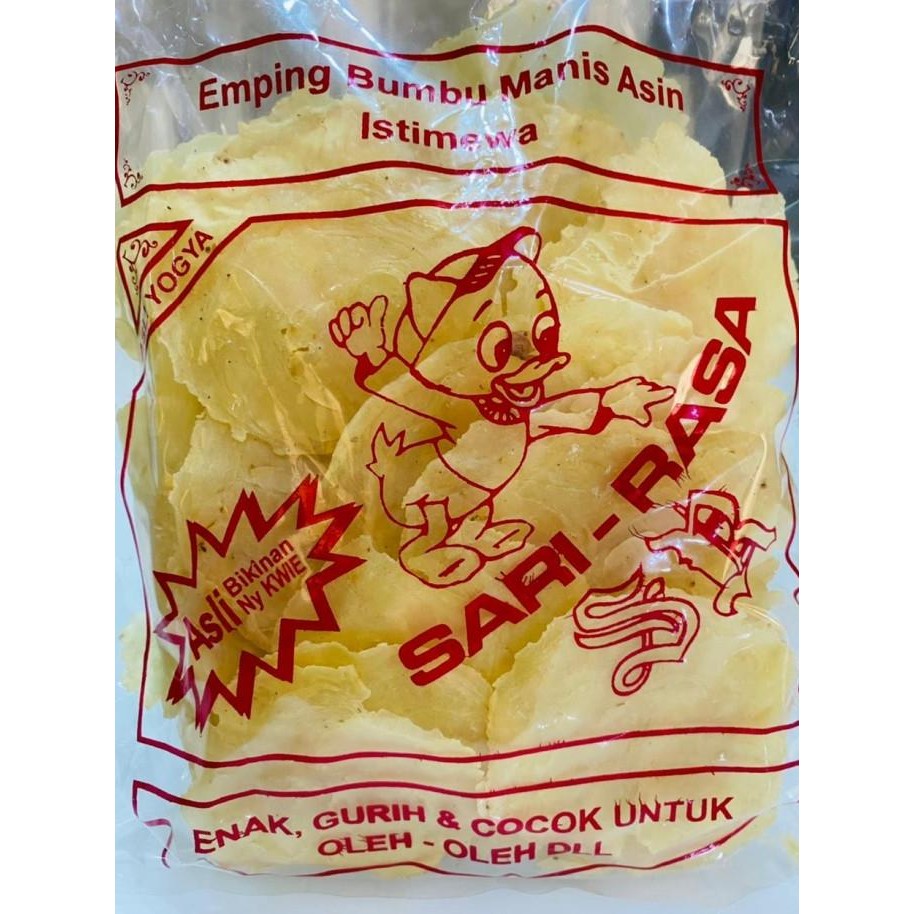 Emping Bumbu Manis Asin
Istimewa
YOGYA
SARI-RASA
SR
Asli Bikinan
Ny KWIE
ENAK, GURIH & COCOK UNTUK
OLEH - OLEH DLL